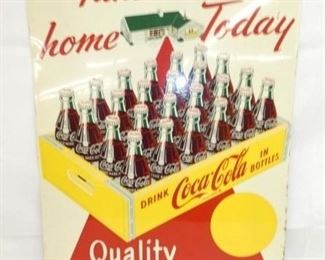 home Today
DRINK Coca-Cola IN BOTTLES
Quality